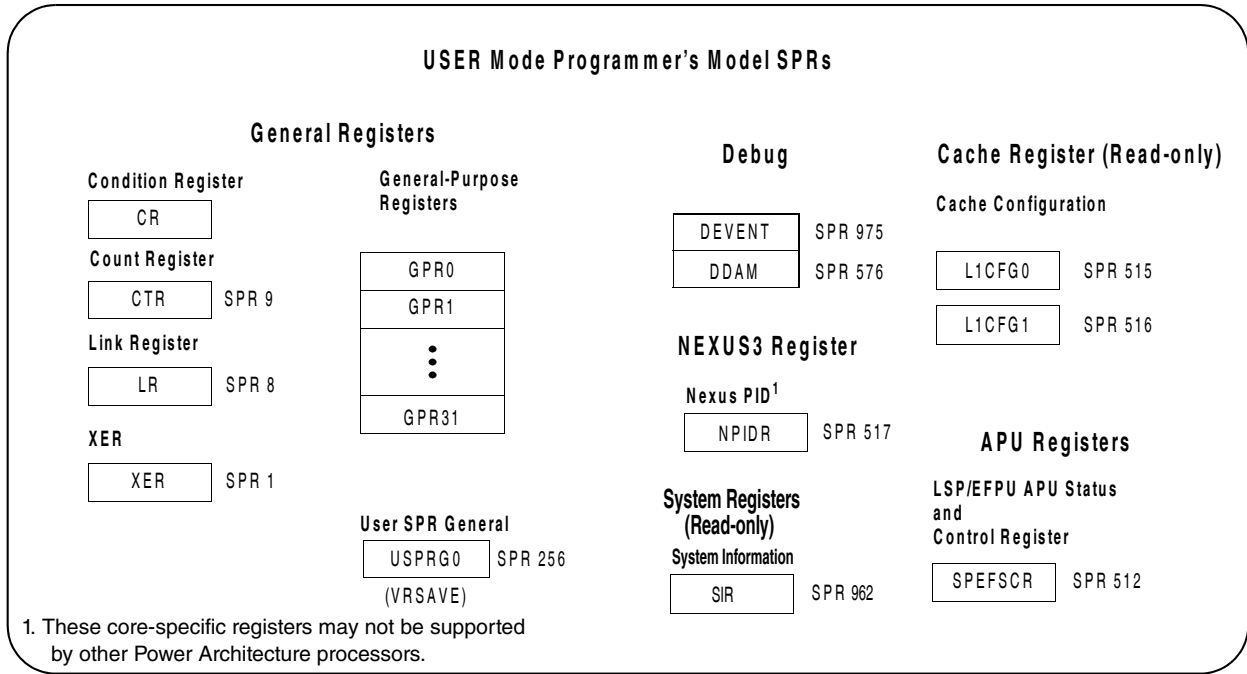 USER Mode Programmer's Model SPRs
General Registers
Condition Register
CR
Count Register
CTR SPR 9
Link Register
LR SPR 8
XER
XER SPR 1
General-Purpose
Registers
GPR0
GPR1
GPR31
User SPR General
USPRG0 SPR 256
(VRSAVE)
Debug
DEVENT SPR 975
DDAM SPR 576
NEXUS3 Register
Nexus PID1
NPIDR SPR 517
System Registers
(Read-only)
System Information
SIR SPR 962
Cache Register (Read-only)
Cache Configuration
L1CFG0 SPR 515
L1CFG1 SPR 516
APU Registers
LSP/EFPU APU Status
and
Control Register
SPEFSCR SPR 512
1. These core-specific registers may not be supported
by other Power Architecture processors.